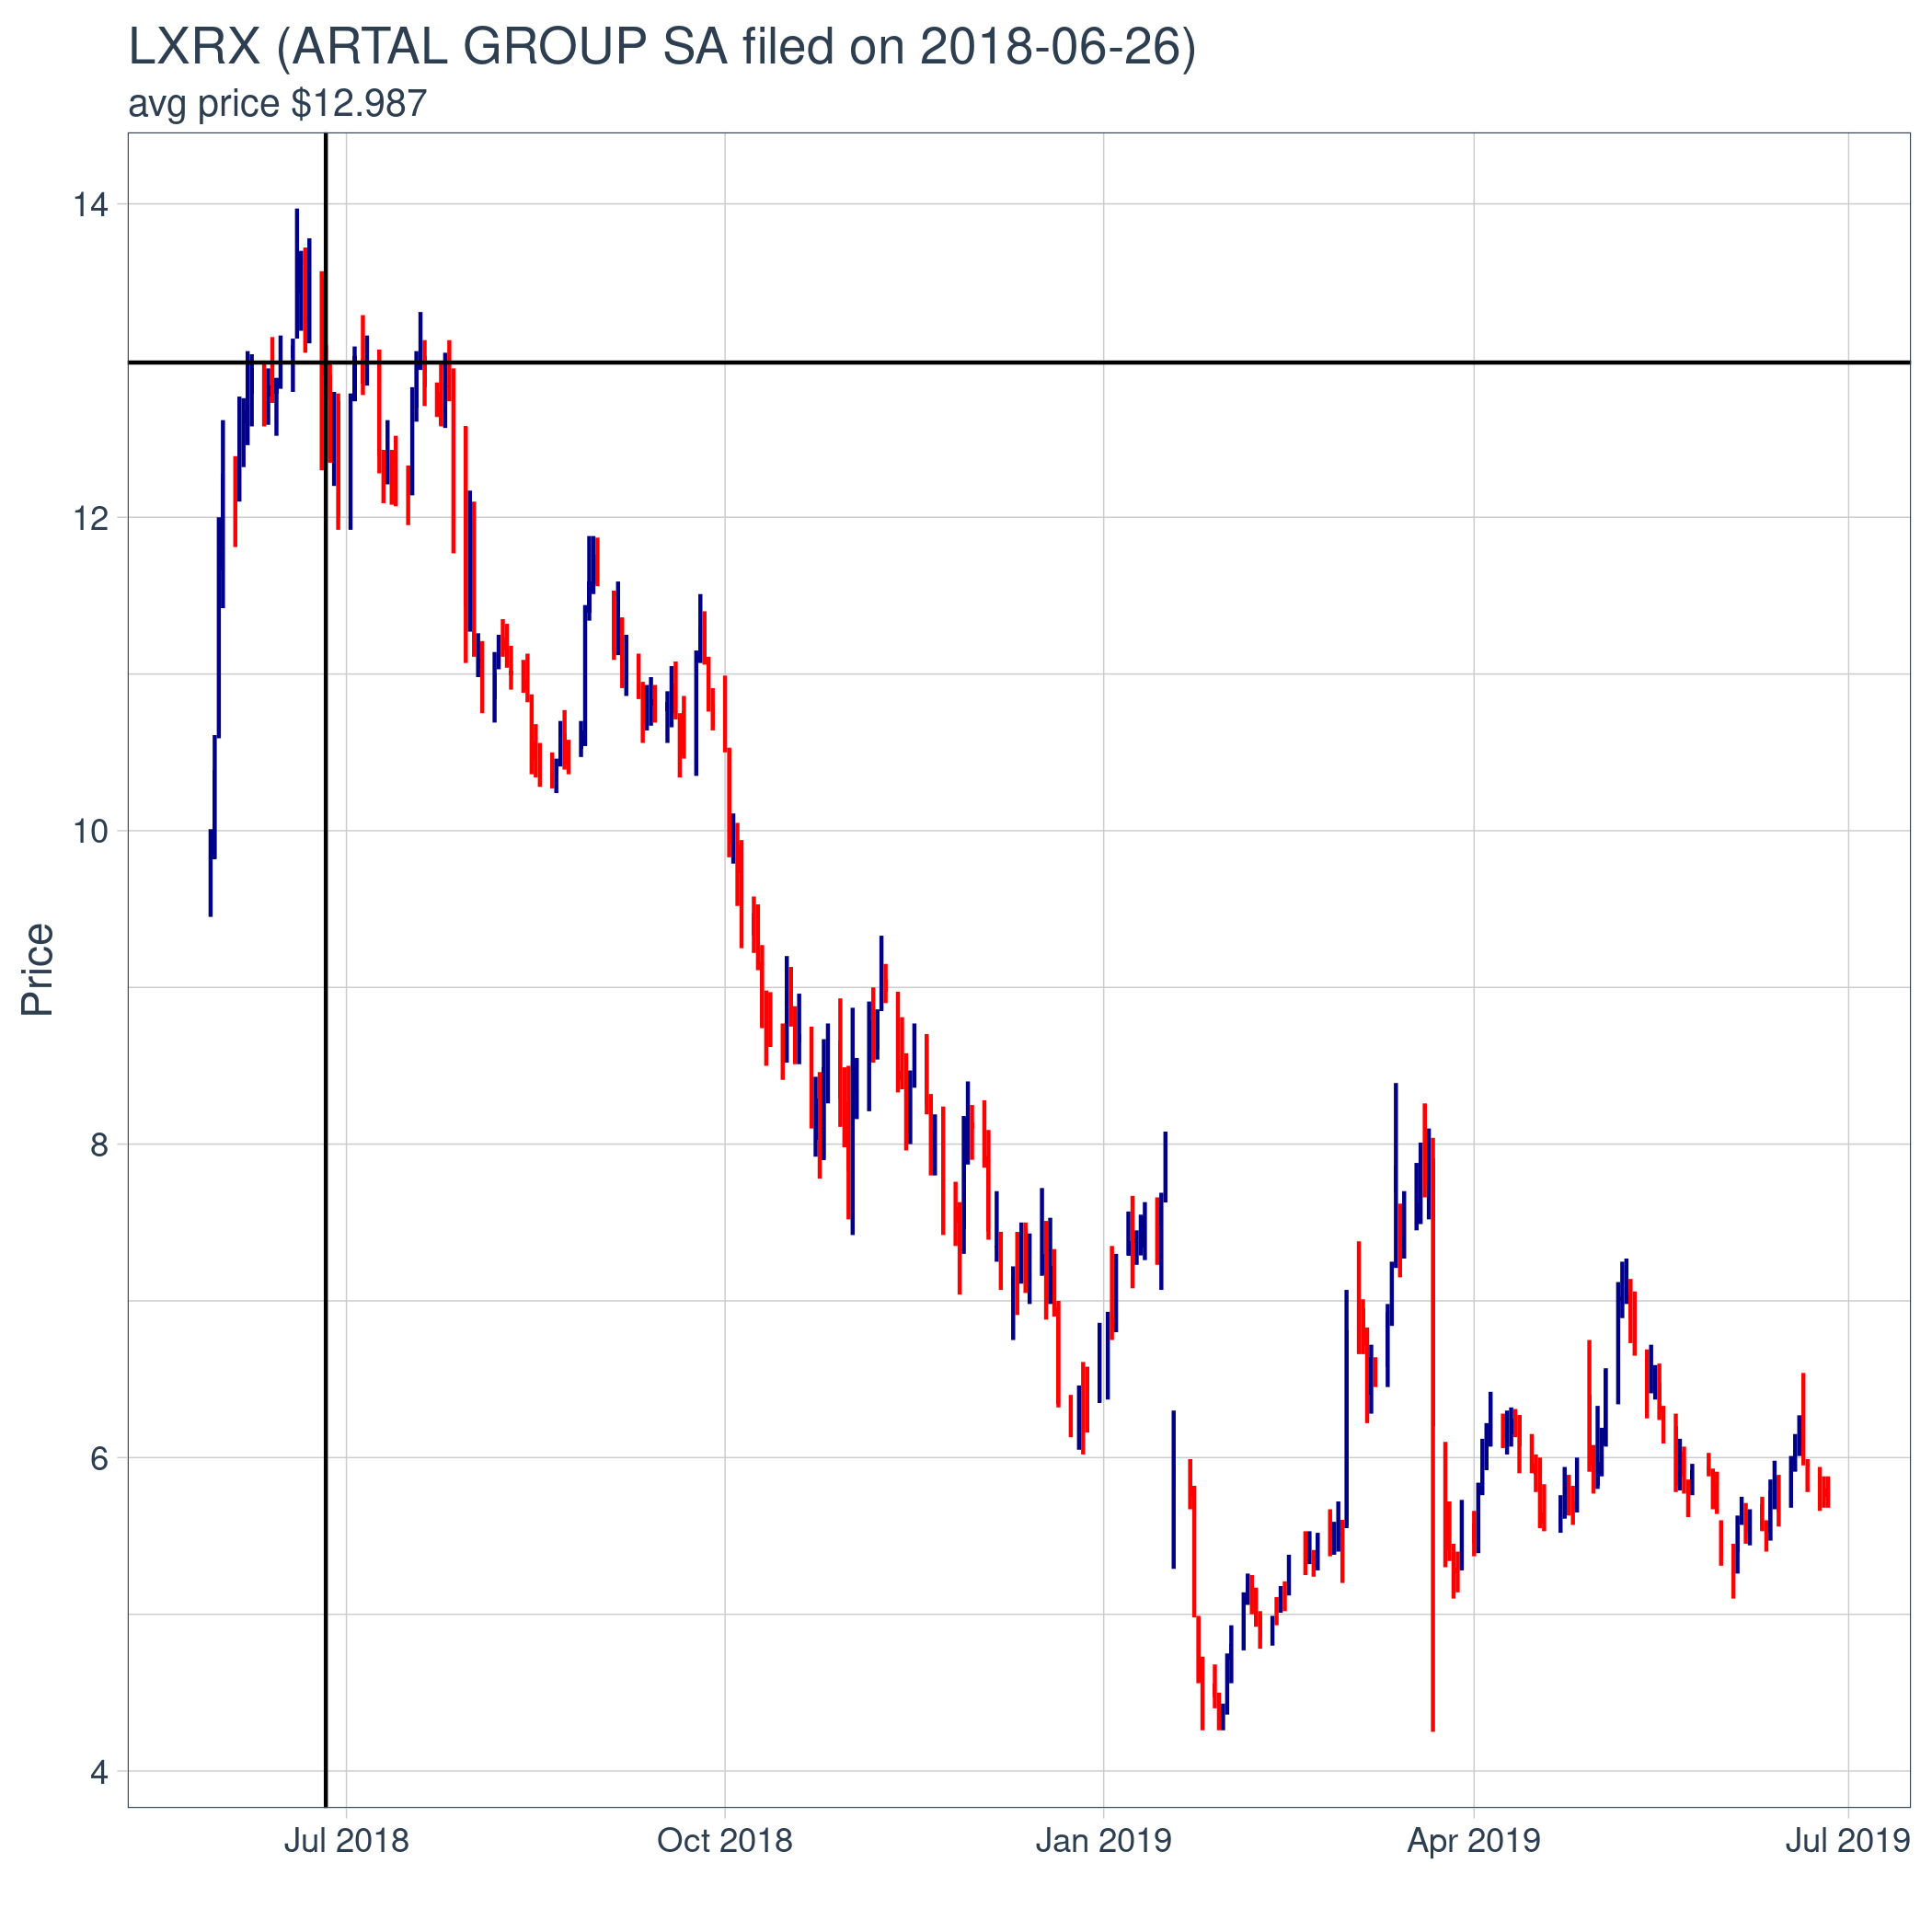 LXRX (ARTAL GROUP SA filed on 2018-06-26)
avg price $12.987
14
12
10
8
6
4
Price
Jul 2018
Oct 2018
Jan 2019
Apr 2019
Jul 2019